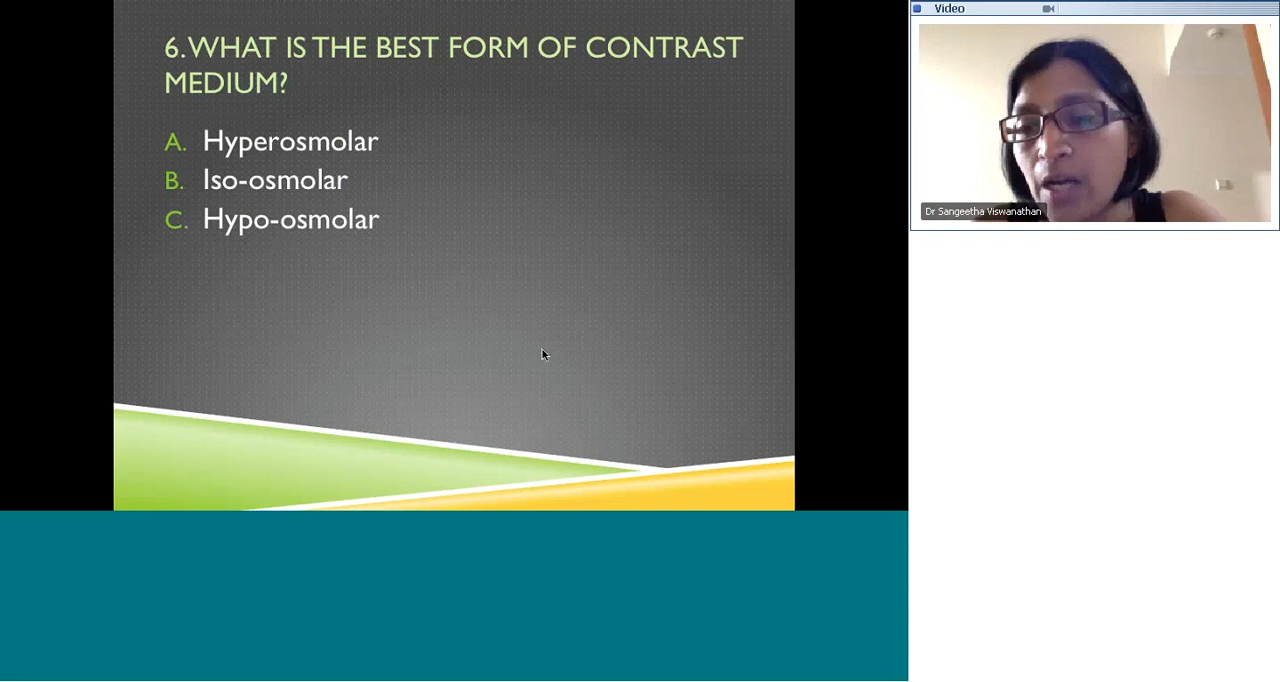 6. WHAT IS THE BEST FORM OF CONTRAST
MEDIUM?
A. Hyperosmolar
B. Iso-osmolar
C. Hypo-osmolar
Video
Dr Sangeetha Viswanathan